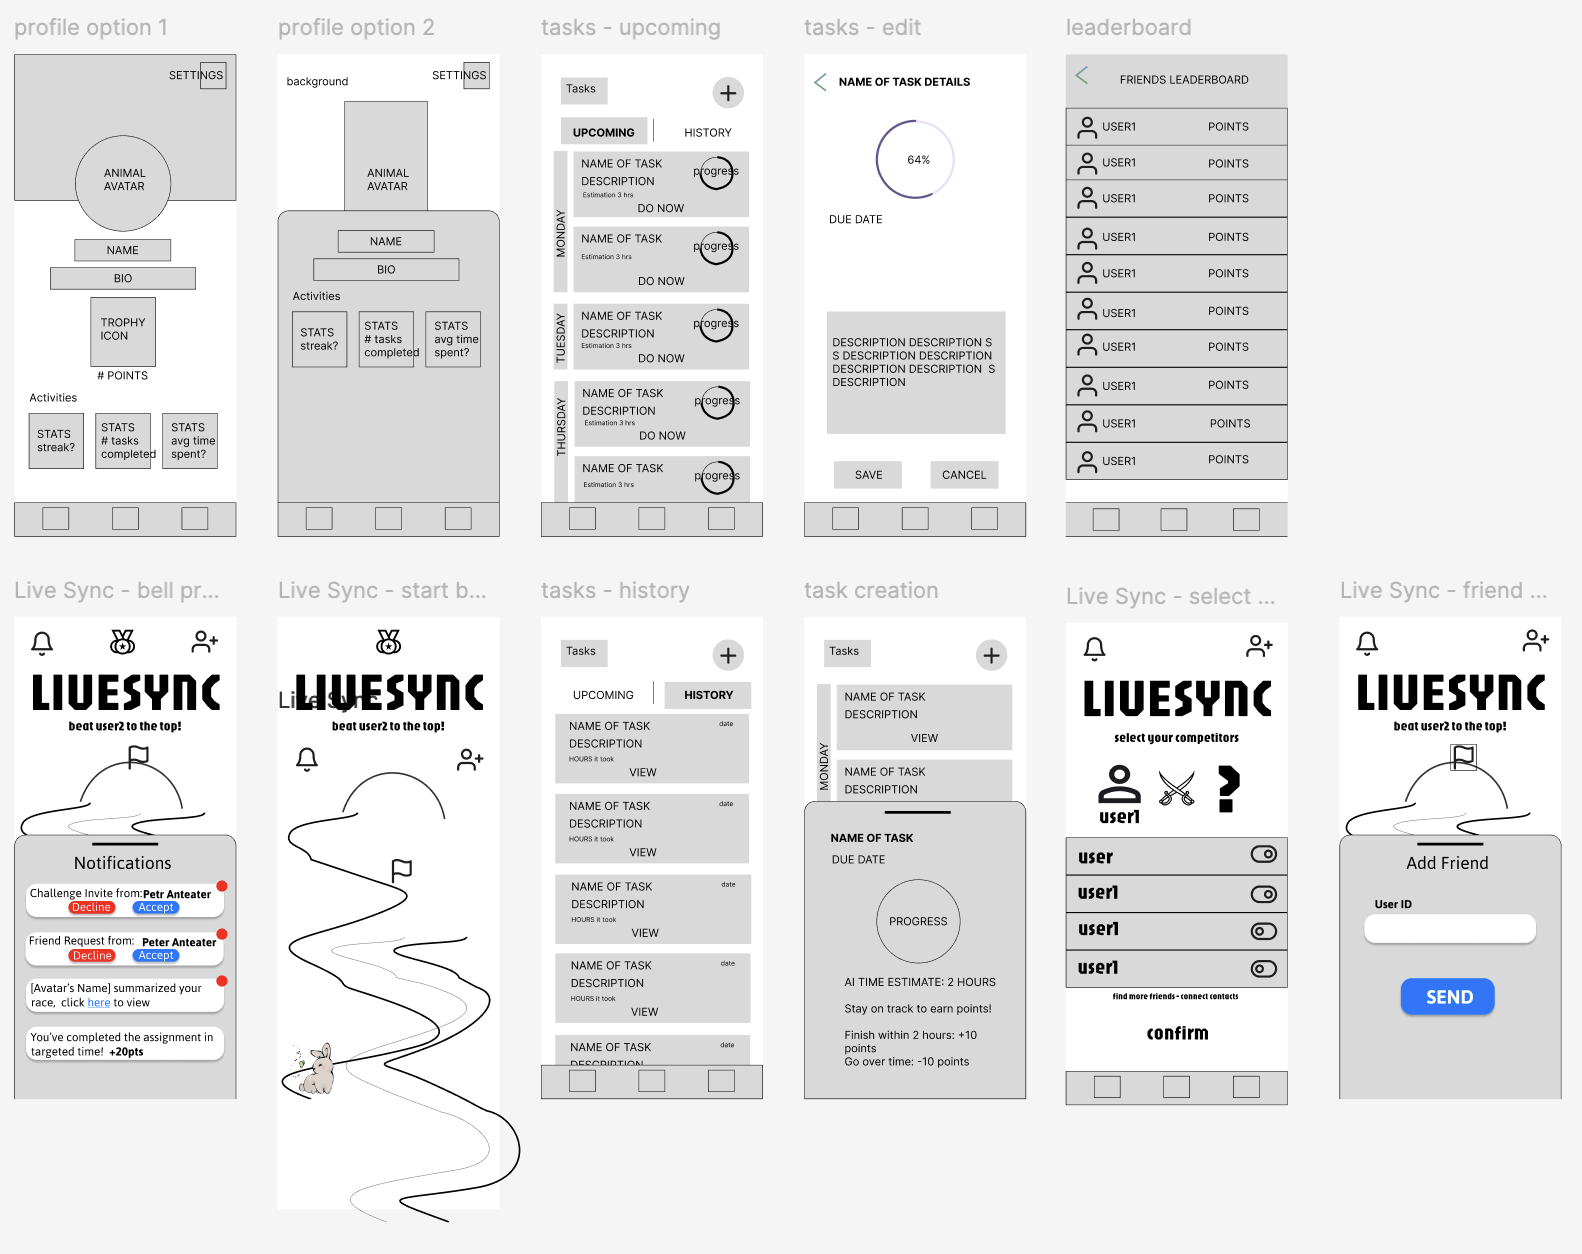 profile option 1
SETTINGS
ANIMAL
AVATAR
NAME
BIO
TROPHY
ICON
# POINTS
Activities
STATS
streak?
STATS
# tasks
completed
STATS
avg time
spent?
profile option 2
background
SETTINGS
ANIMAL
AVATAR
NAME
BIO
Activities
STATS
streak?
STATS
# tasks
completed
STATS
avg time
spent?
tasks - upcoming
Tasks
UPCOMING
HISTORY
MONDAY
NAME OF TASK
DESCRIPTION
Estimation 3 hrs
DO NOW
progress
NAME OF TASK
Estimation 3 hrs
DO NOW
progress
TUESDAY
NAME OF TASK
DESCRIPTION
Estimation 3 hrs
DO NOW
progress
THURSDAY
NAME OF TASK
DESCRIPTION
Estimation 3 hrs
DO NOW
progress
NAME OF TASK
Estimation 3 hrs
progress
tasks - edit
NAME OF TASK DETAILS
64%
DUE DATE
DESCRIPTION DESCRIPTION S
S DESCRIPTION DESCRIPTION
DESCRIPTION DESCRIPTION S
DESCRIPTION
SAVE
CANCEL
leaderboard
FRIENDS LEADERBOARD
USER1 POINTS
USER1 POINTS
USER1 POINTS
USER1 POINTS
USER1 POINTS
USER1 POINTS
USER1 POINTS
USER1 POINTS
USER1 POINTS
USER1 POINTS
Live Sync - bell pr...
LIVESYNC
beat user2 to the top!
Notifications
Challenge Invite from: Petr Anteater
Decline Accept
Friend Request from: Peter Anteater
Decline Accept
[Avatar's Name] summarized your
race, click here to view
You've completed the assignment in
targeted time! +20pts
Live Sync - start b...
Live Sync
LIVESYNC
beat user2 to the top!
tasks - history
Tasks
UPCOMING
HISTORY
NAME OF TASK
date
DESCRIPTION
HOURS it took
VIEW
NAME OF TASK
date
DESCRIPTION
HOURS it took
VIEW
NAME OF TASK
date
DESCRIPTION
HOURS it took
VIEW
NAME OF TASK
date
DESCRIPTION
HOURS it took
VIEW
NAME OF TASK
date
DESCRIPTION
HOURS it took
task creation
Tasks
MONDAY
NAME OF TASK
DESCRIPTION
VIEW
NAME OF TASK
DESCRIPTION
NAME OF TASK
DUE DATE
PROGRESS
AI TIME ESTIMATE: 2 HOURS
Stay on track to earn points!
Finish within 2 hours: +10
points
Go over time: -10 points
Live Sync - select ...
LIVESYNC
select your competitors
?
user1
user
user1
user1
user1
find more friends - connect contacts
confirm
Live Sync - friend ...
LIVESYNC
beat user2 to the top!
Add Friend
User ID
SEND